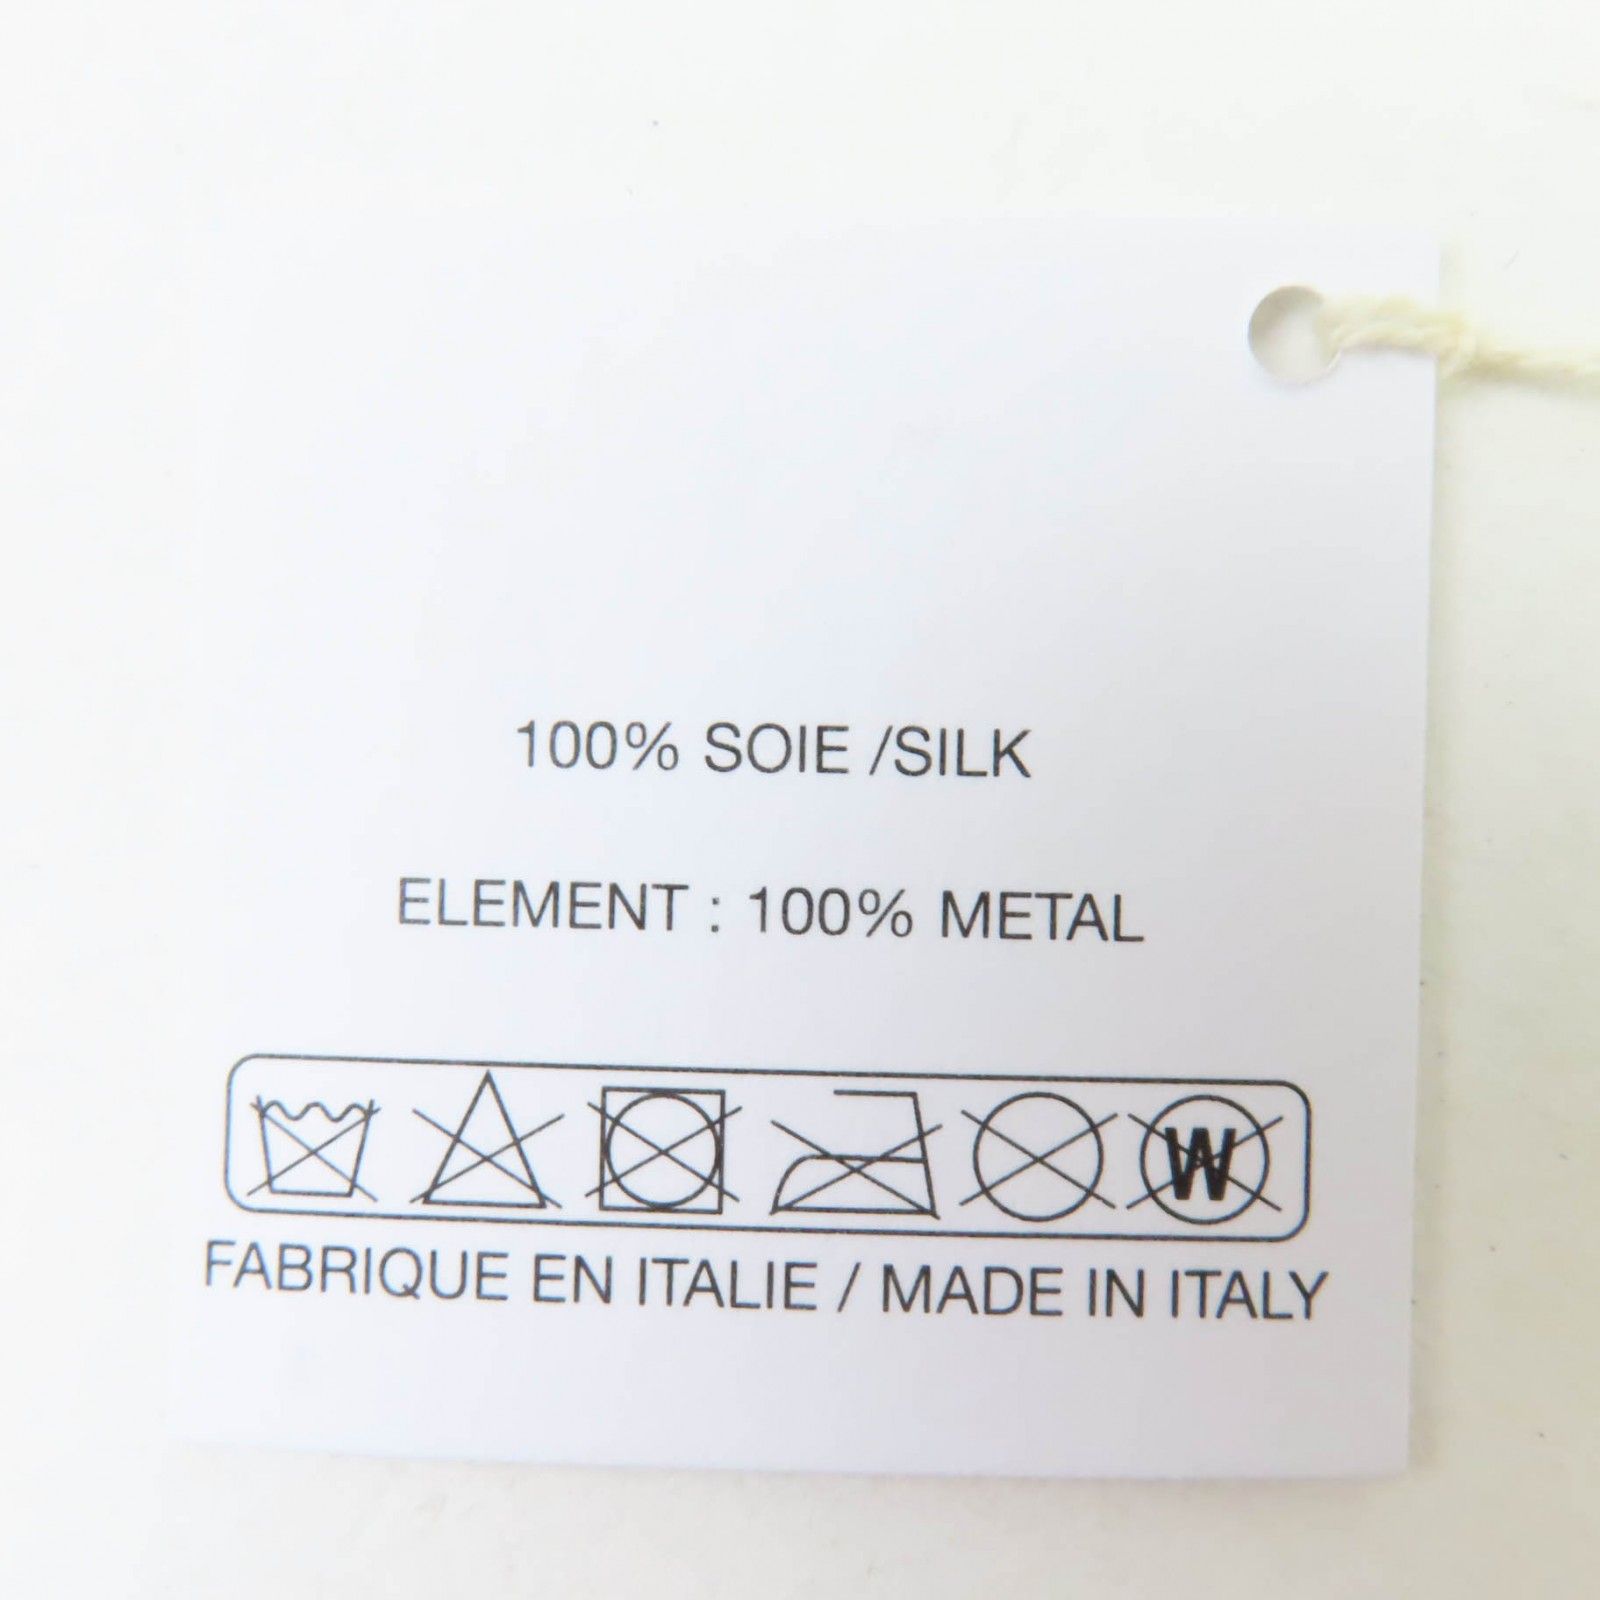 100% SOIE /SILK
ELEMENT : 100% METAL
W
FABRIQUE EN ITALIE / MADE IN ITALY